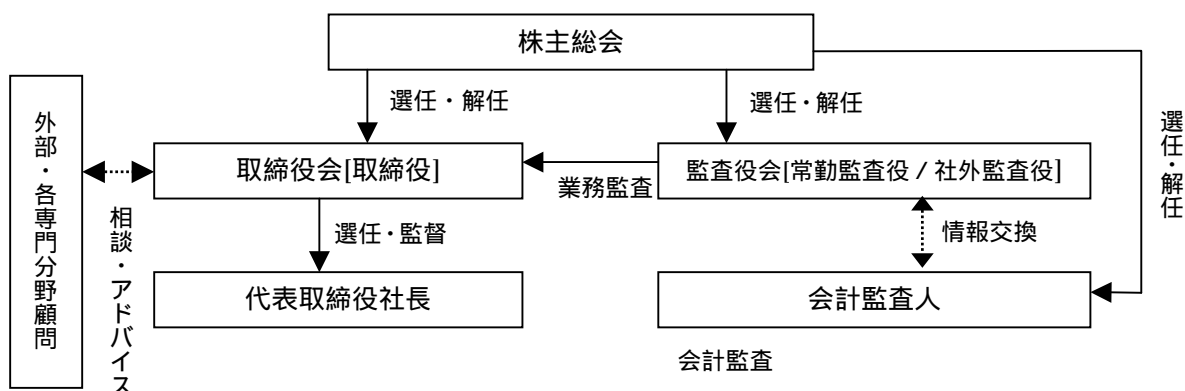 株主総会
選任・解任
選任・解任
選任・解任
外部・各専門分野顧問
取締役会[取締役]
業務監査
監査役会[常勤監査役 / 社外監査役]
相談・アドバイス
選任・監督
情報交換
代表取締役社長
会計監査人
会計監査